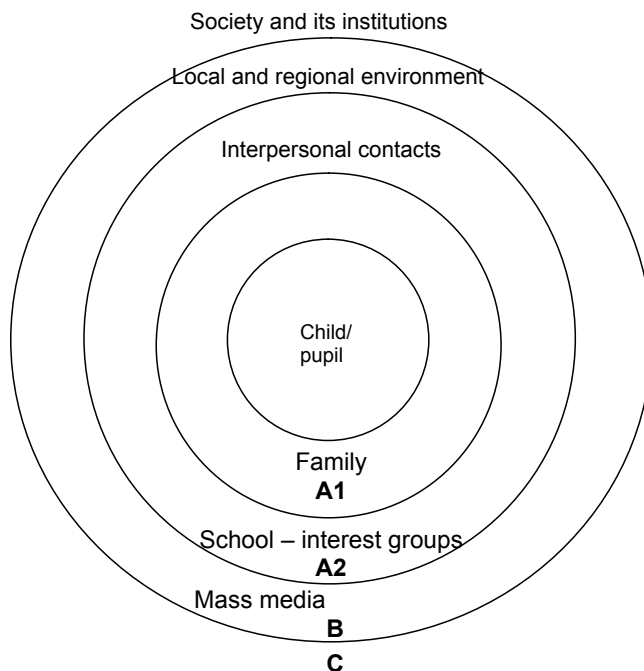 Society and its institutions
Local and regional environment
Interpersonal contacts
Child/
pupil
Family
A1
School – interest groups
A2
Mass media
B
C